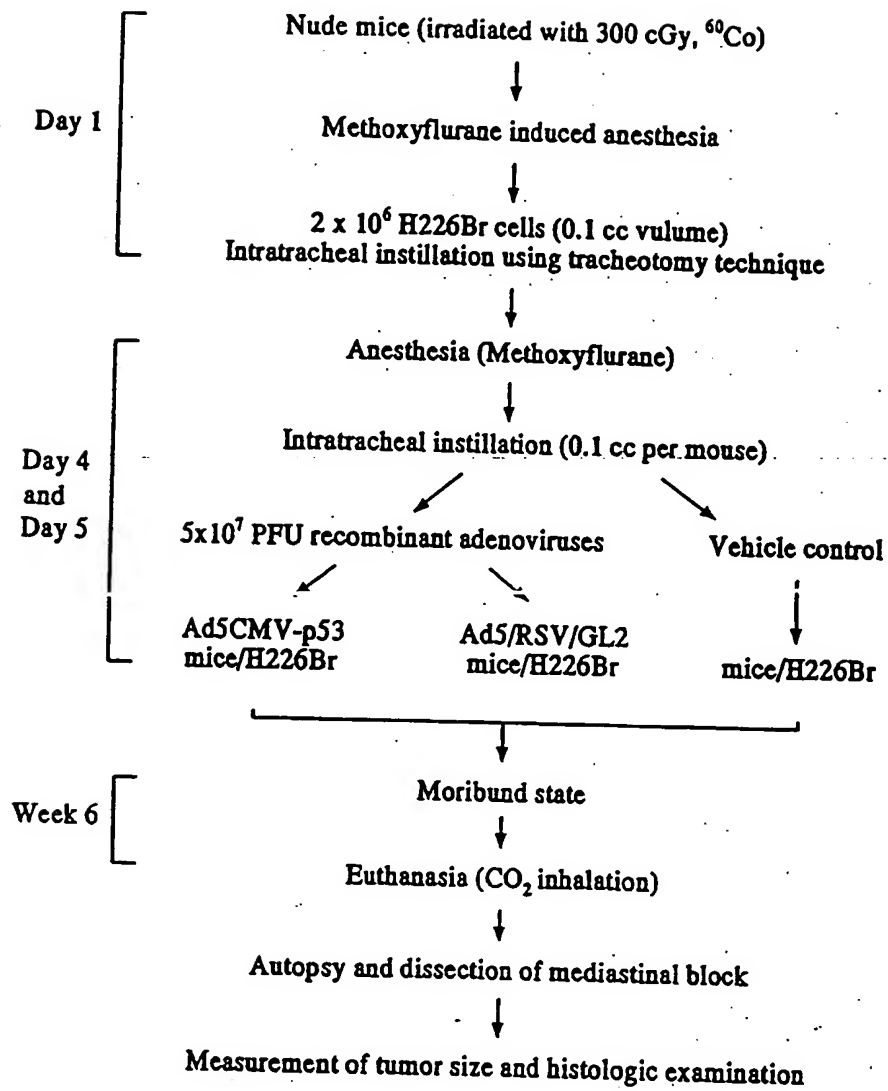 Nude mice (irradiated with 300 cGy, ⁶⁰Co)
Day 1
Methoxyflurane induced anesthesia
2 x 10⁶ H226Br cells (0.1 cc vulume)
Intratracheal instillation using tracheotomy technique
Anesthesia (Methoxyflurane)
Intratracheal instillation (0.1 cc per mouse)
Day 4
and
Day 5
5x10⁷ PFU recombinant adenoviruses
Vehicle control
Ad5CMV-p53
mice/H226Br
Ad5/RSV/GL2
mice/H226Br
mice/H226Br
Week 6
Moribund state
Euthanasia (CO₂ inhalation)
Autopsy and dissection of mediastinal block
Measurement of tumor size and histologic examination